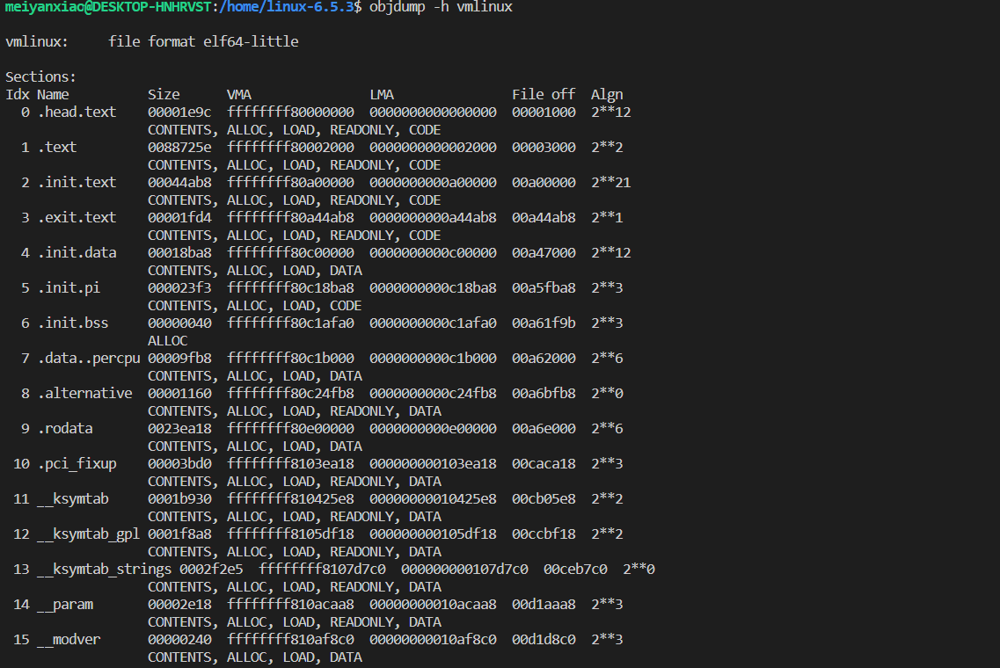 meiyanxiao@DESKTOP-HNHRVST:/home/linux-6.5.3$ objdump -h vmlinux
vmlinux:     file format elf64-little
Sections:
Idx Name          Size      VMA               LMA               File off  Algn
  0 .head.text    00001e9c  ffffffff80000000  0000000000000000  00001000  2**12
                  CONTENTS, ALLOC, LOAD, READONLY, CODE
  1 .text         0088725e  ffffffff80002000  0000000000002000  00003000  2**2
                  CONTENTS, ALLOC, LOAD, READONLY, CODE
  2 .init.text    00044ab8  ffffffff80a00000  0000000000a00000  00a00000  2**21
                  CONTENTS, ALLOC, LOAD, READONLY, CODE
  3 .exit.text    00001fd4  ffffffff80a44ab8  0000000000a44ab8  00a44ab8  2**1
                  CONTENTS, ALLOC, LOAD, READONLY, CODE
  4 .init.data    00018ba8  ffffffff80c00000  0000000000c00000  00a47000  2**12
                  CONTENTS, ALLOC, LOAD, DATA
  5 .init.pi      000023f3  ffffffff80c18ba8  0000000000c18ba8  00a5fba8  2**3
                  CONTENTS, ALLOC, LOAD, CODE
  6 .init.bss     00000040  ffffffff80c1afa0  0000000000c1afa0  00a61f9b  2**3
                  ALLOC
  7 .data..percpu 00009fb8  ffffffff80c1b000  0000000000c1b000  00a62000  2**6
                  CONTENTS, ALLOC, LOAD, DATA
  8 .alternative  00001160  ffffffff80c24fb8  0000000000c24fb8  00a6bfb8  2**0
                  CONTENTS, ALLOC, LOAD, READONLY, DATA
  9 .rodata       0023ea18  ffffffff80e00000  0000000000e00000  00a6e000  2**6
                  CONTENTS, ALLOC, LOAD, DATA
 10 .pci_fixup    00003bd0  ffffffff8103ea18  000000000103ea18  00caca18  2**3
                  CONTENTS, ALLOC, LOAD, READONLY, DATA
 11 __ksymtab     0001b930  ffffffff810425e8  00000000010425e8  00cb05e8  2**2
                  CONTENTS, ALLOC, LOAD, READONLY, DATA
 12 __ksymtab_gpl 0001f8a8  ffffffff8105df18  000000000105df18  00ccbf18  2**2
                  CONTENTS, ALLOC, LOAD, READONLY, DATA
 13 __ksymtab_strings 0002f2e5  ffffffff8107d7c0  000000000107d7c0  00ceb7c0  2**0
                  CONTENTS, ALLOC, LOAD, READONLY, DATA
 14 __param       00002e18  ffffffff810acaa8  00000000010acaa8  00d1aaa8  2**3
                  CONTENTS, ALLOC, LOAD, READONLY, DATA
 15 __modver      00000240  ffffffff810af8c0  00000000010af8c0  00d1d8c0  2**3
                  CONTENTS, ALLOC, LOAD, DATA